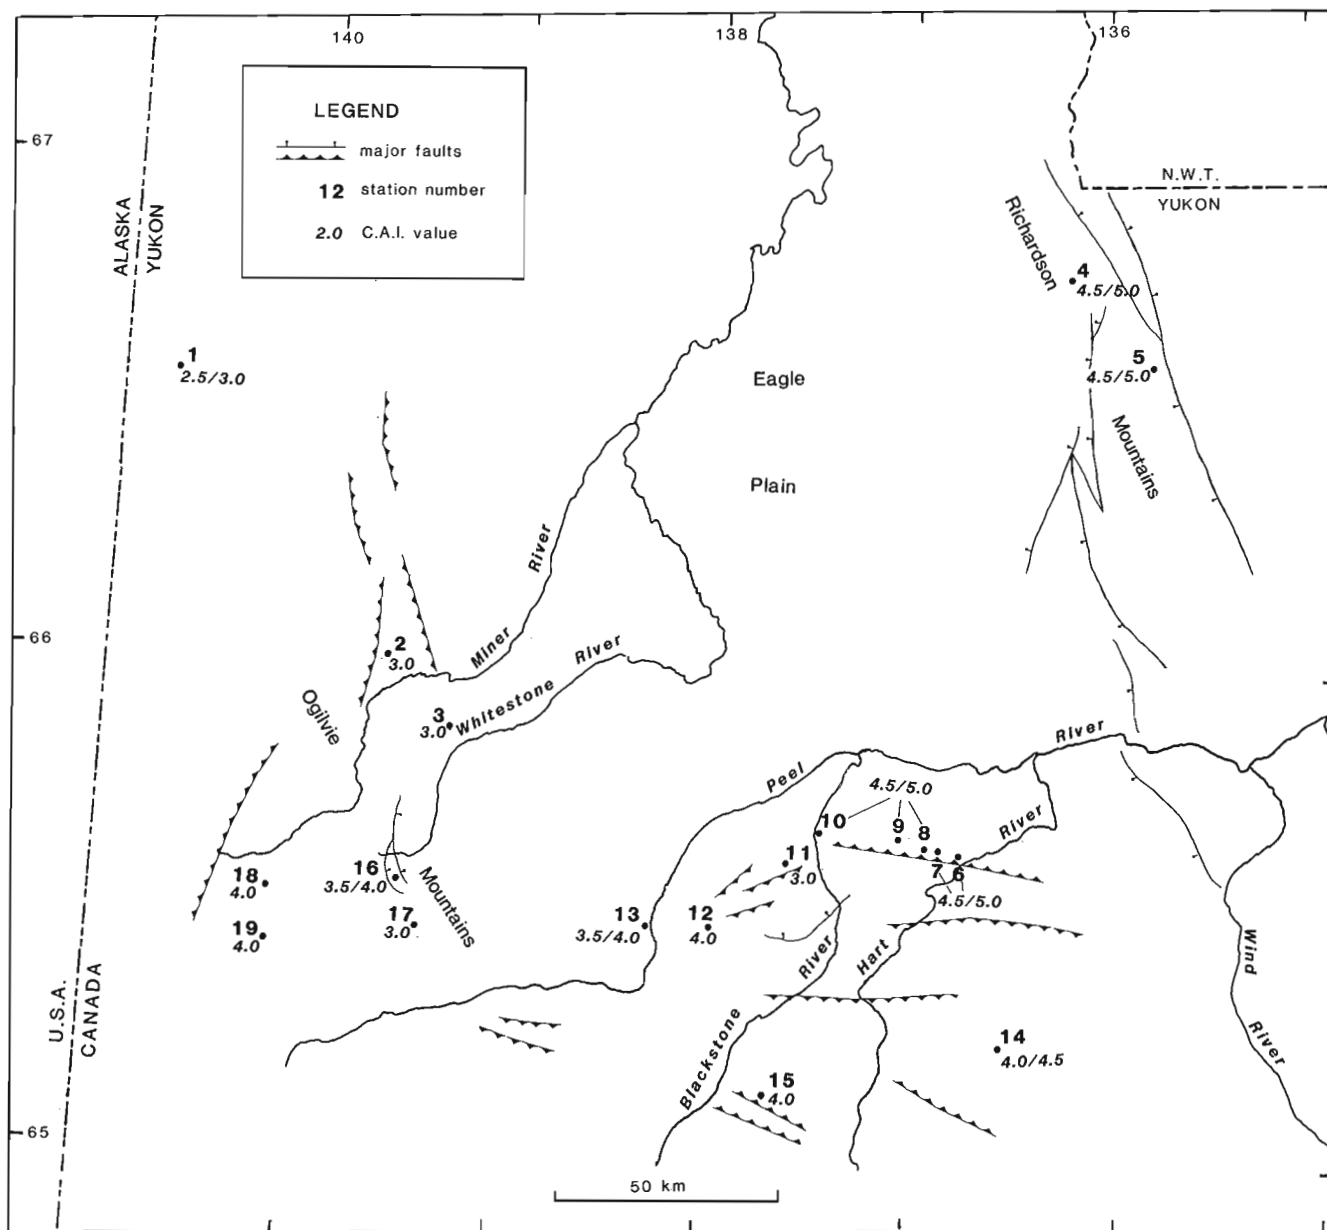 140
138
136
67
66
65
LEGEND
major faults
12 station number
2.0 C.A.I. value
ALASKA
YUKON
N.W.T.
YUKON
Richardson
Mountains
4
4.5/5.0
5
4.5/5.0
1
2.5/3.0
Eagle
Plain
Miner River
Whitestone River
2
3.0
3
3.0
Ogilvie
Mountains
Peel River
4.5/5.0
10
9
8
7
6
4.5/5.0
Hart River
11
3.0
18
4.0
16
3.5/4.0
19
4.0
17
3.0
13
3.5/4.0
12
4.0
Blackstone River
Wind River
U.S.A.
CANADA
14
4.0/4.5
15
4.0
50 km